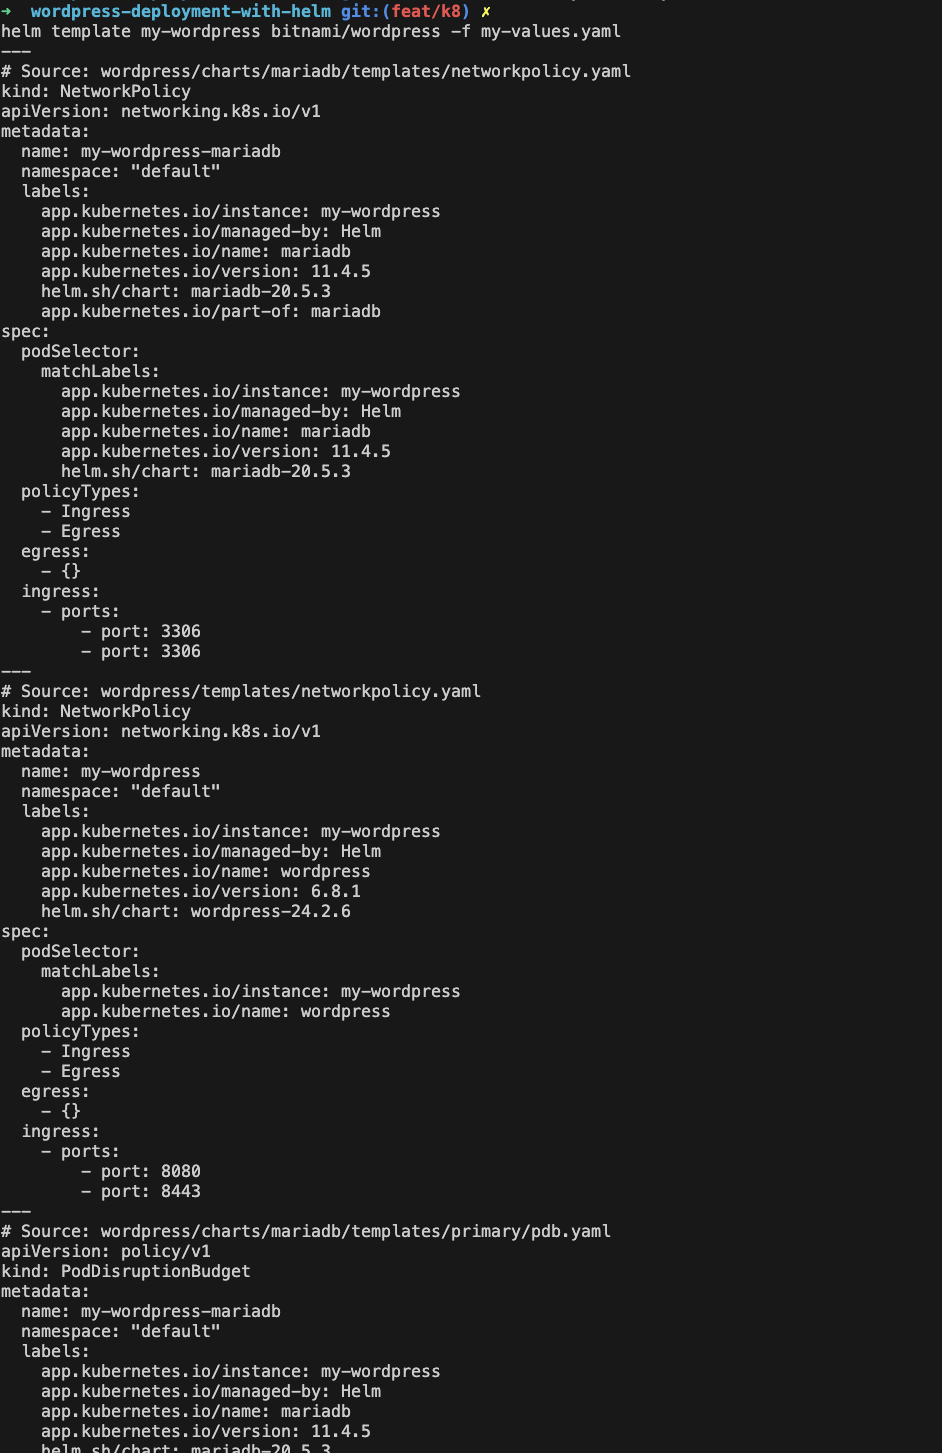 ➜  wordpress-deployment-with-helm git:(feat/k8) ✗
helm template my-wordpress bitnami/wordpress -f my-values.yaml
---
# Source: wordpress/charts/mariadb/templates/networkpolicy.yaml
kind: NetworkPolicy
apiVersion: networking.k8s.io/v1
metadata:
  name: my-wordpress-mariadb
  namespace: "default"
  labels:
    app.kubernetes.io/instance: my-wordpress
    app.kubernetes.io/managed-by: Helm
    app.kubernetes.io/name: mariadb
    app.kubernetes.io/version: 11.4.5
    helm.sh/chart: mariadb-20.5.3
    app.kubernetes.io/part-of: mariadb
spec:
  podSelector:
    matchLabels:
      app.kubernetes.io/instance: my-wordpress
      app.kubernetes.io/managed-by: Helm
      app.kubernetes.io/name: mariadb
      app.kubernetes.io/version: 11.4.5
      helm.sh/chart: mariadb-20.5.3
  policyTypes:
    - Ingress
    - Egress
  egress:
    - {}
  ingress:
    - ports:
        - port: 3306
        - port: 3306
---
# Source: wordpress/templates/networkpolicy.yaml
kind: NetworkPolicy
apiVersion: networking.k8s.io/v1
metadata:
  name: my-wordpress
  namespace: "default"
  labels:
    app.kubernetes.io/instance: my-wordpress
    app.kubernetes.io/managed-by: Helm
    app.kubernetes.io/name: wordpress
    app.kubernetes.io/version: 6.8.1
    helm.sh/chart: wordpress-24.2.6
spec:
  podSelector:
    matchLabels:
      app.kubernetes.io/instance: my-wordpress
      app.kubernetes.io/name: wordpress
  policyTypes:
    - Ingress
    - Egress
  egress:
    - {}
  ingress:
    - ports:
        - port: 8080
        - port: 8443
---
# Source: wordpress/charts/mariadb/templates/primary/pdb.yaml
apiVersion: policy/v1
kind: PodDisruptionBudget
metadata:
  name: my-wordpress-mariadb
  namespace: "default"
  labels:
    app.kubernetes.io/instance: my-wordpress
    app.kubernetes.io/managed-by: Helm
    app.kubernetes.io/name: mariadb
    app.kubernetes.io/version: 11.4.5
    helm.sh/chart: mariadb-20.5.3